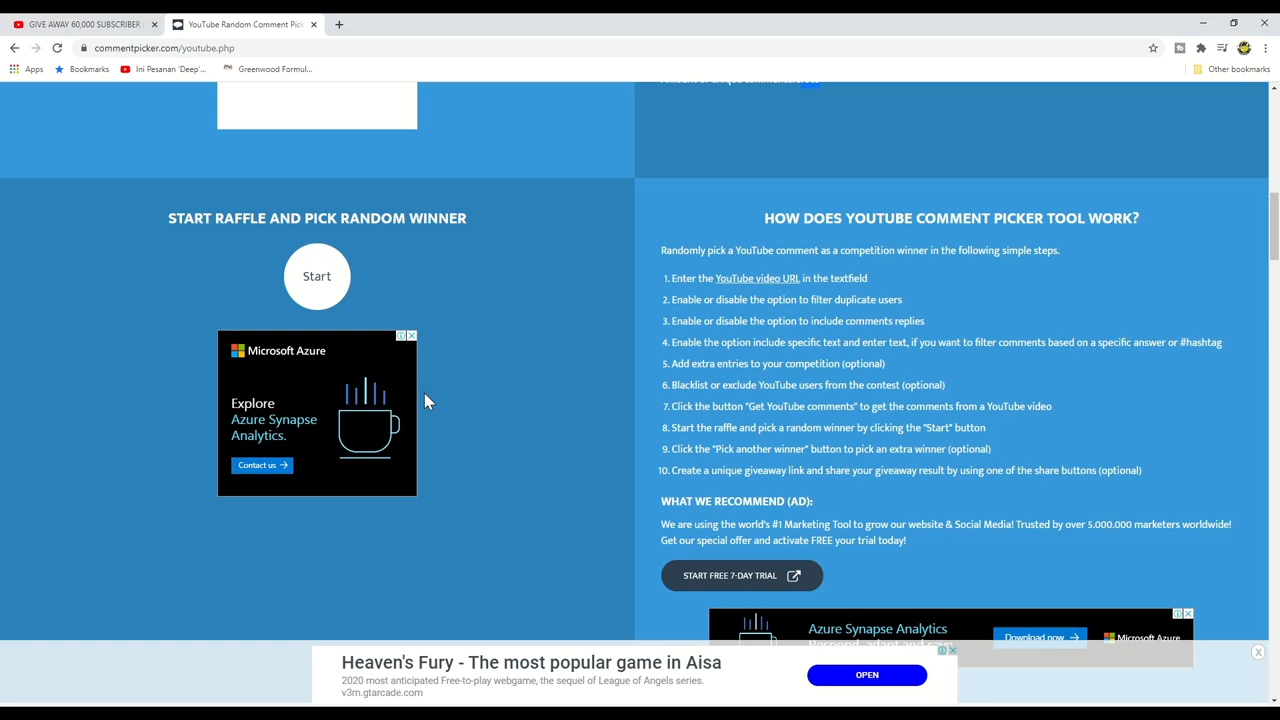 GIVE AWAY 60,000 SUBSCRIBER
YouTube Random Comment Pick
commentpicker.com/youtube.php
Apps
Bookmarks
Ini Pesanan 'Deep'...
Greenwood Formul...
Other bookmarks
START RAFFLE AND PICK RANDOM WINNER
Start
Microsoft Azure
Explore
Azure Synapse
Analytics.
Contact us →
HOW DOES YOUTUBE COMMENT PICKER TOOL WORK?
Randomly pick a YouTube comment as a competition winner in the following simple steps.
1. Enter the YouTube video URL in the textfield
2. Enable or disable the option to filter duplicate users
3. Enable or disable the option to include comments replies
4. Enable the option include specific text and enter text, if you want to filter comments based on a specific answer or #hashtag
5. Add extra entries to your competition (optional)
6. Blacklist or exclude YouTube users from the contest (optional)
7. Click the button "Get YouTube comments" to get the comments from a YouTube video
8. Start the raffle and pick a random winner by clicking the "Start" button
9. Click the "Pick another winner" button to pick an extra winner (optional)
10. Create a unique giveaway link and share your giveaway result by using one of the share buttons (optional)
WHAT WE RECOMMEND (AD):
We are using the world's #1 Marketing Tool to grow our website & Social Media! Trusted by over 5.000.000 marketers worldwide!
Get our special offer and activate FREE your trial today!
START FREE 7-DAY TRIAL
Azure Synapse Analytics
Download now →
Microsoft Azure
Heaven's Fury - The most popular game in Aisa
2020 most anticipated Free-to-play webgame, the sequel of League of Angels series.
v3m.gtarcade.com
OPEN
X